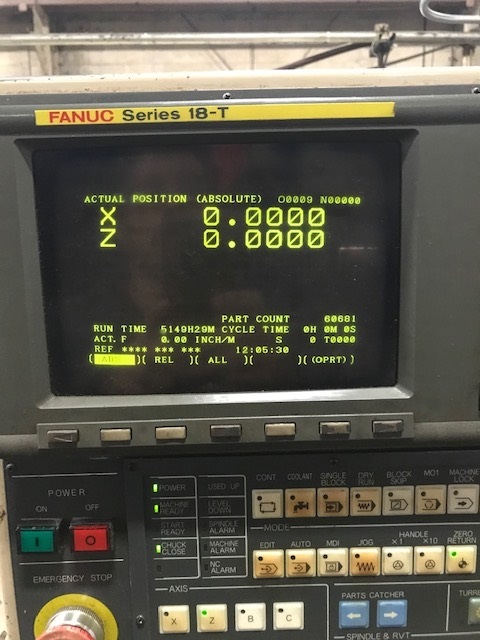 FANUC Series 18-T
ACTUAL POSITION (ABSOLUTE) O0009 N00000
X 0.0000
Z 0.0000
PART COUNT 60681
RUN TIME 5149H29M CYCLE TIME 0H 0M 0S
ACT.F 0.00 INCH/M S 0 T0000
REF **** *** *** 12:05:30
( ABS )( REL )( ALL )( )( (OPRT) )
POWER
ON OFF
I O
EMERGENCY STOP
POWER USED UP
MACHINE READY LEVEL DOWN
START READY SPINDLE ALARM
CHUCK CLOSE MACHINE ALARM
NC ALARM
CONT COOLANT SINGLE BLOCK DRY RUN BLOCK SKIP MO1 MACHINE LOCK
MODE
EDIT AUTO MDI JOG HANDLE ×1 ×10 ZERO RETURN
AXIS
X Z B C
PARTS CATCHER
SPINDLE & RVT